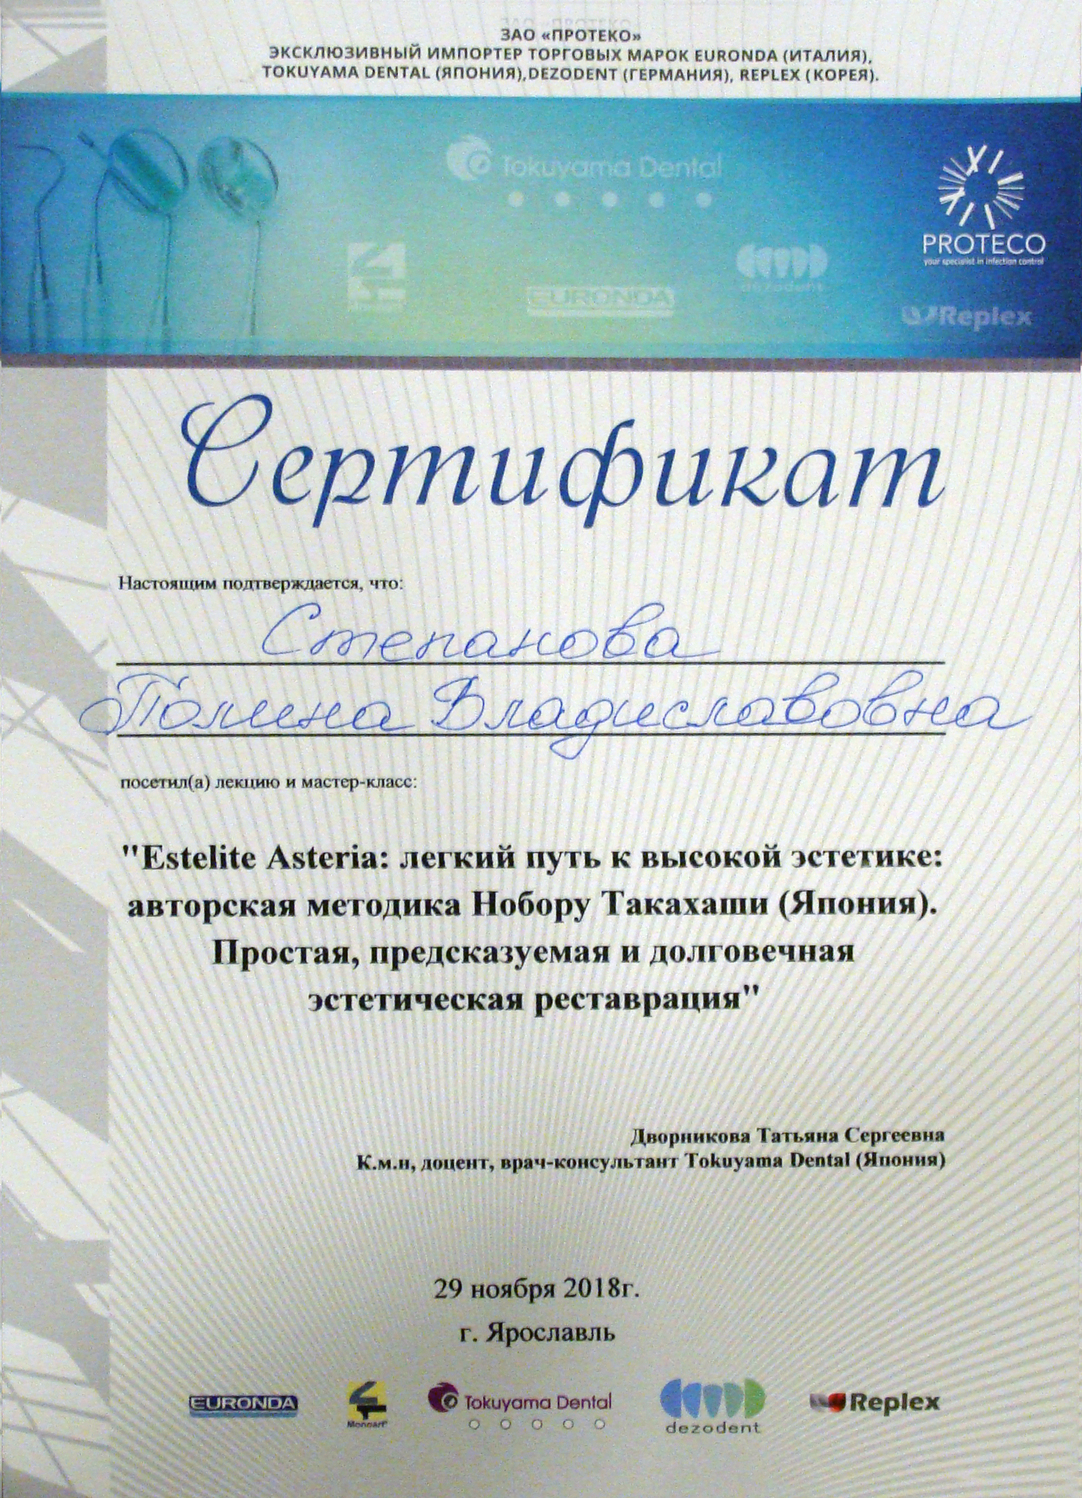 ЗАО «ПРОТЕКО»
ЭКСКЛЮЗИВНЫЙ ИМПОРТЕР ТОРГОВЫХ МАРОК EURONDA (ИТАЛИЯ),
TOKUYAMA DENTAL (ЯПОНИЯ),DEZODENT (ГЕРМАНИЯ), REPLEX (КОРЕЯ).
Tokuyama Dental
PROTECO
your specialist in infection control
dezodent
EURONDA
Replex
Сертификат
Настоящим подтверждается, что:
Степанова
Полина Владиславовна
посетил(а) лекцию и мастер-класс:
"Estelite Asteria: легкий путь к высокой эстетике:
авторская методика Нобору Такахаши (Япония).
Простая, предсказуемая и долговечная
эстетическая реставрация"
Дворникова Татьяна Сергеевна
К.м.н, доцент, врач-консультант Tokuyama Dental (Япония)
29 ноября 2018г.
г. Ярославль
EURONDA Monoart® Tokuyama Dental dezodent Replex